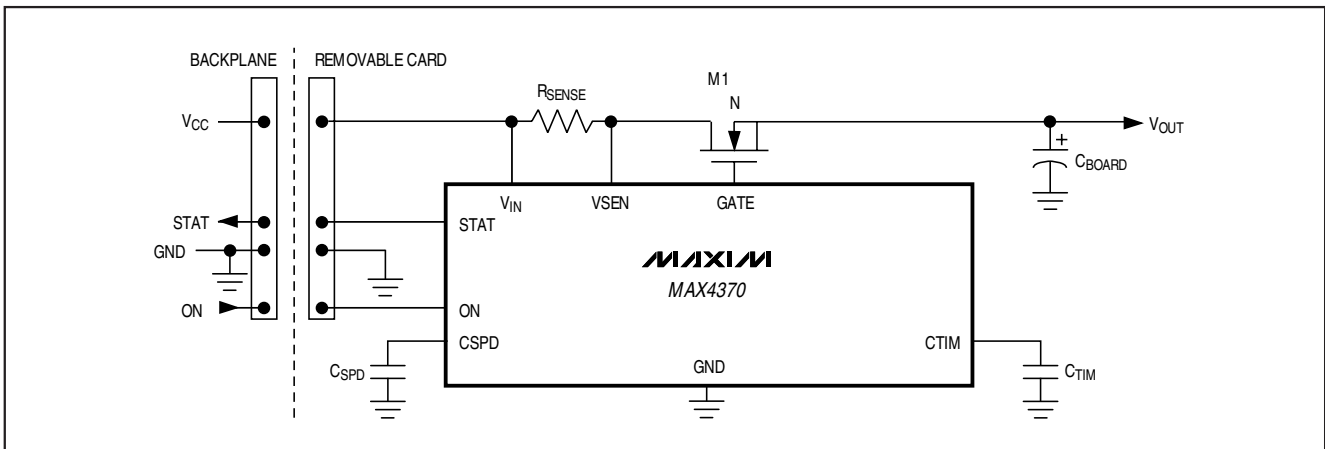 BACKPLANE
REMOVABLE CARD
RSENSE
M1
N
VCC
VOUT
+
CBOARD
VIN
VSEN
GATE
STAT
STAT
GND
MAXIM
MAX4370
ON
ON
CSPD
CTIM
CSPD
GND
CTIM